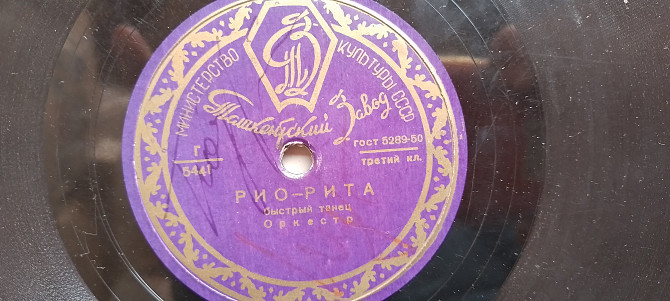 МИНИСТЕРСТВО КУЛЬТУРЫ СССР
Ташкентский Завод
ГОСТ 5289-50
третий кл.
Г
5441
РИО-РИТА
быстрый танец
Оркестр